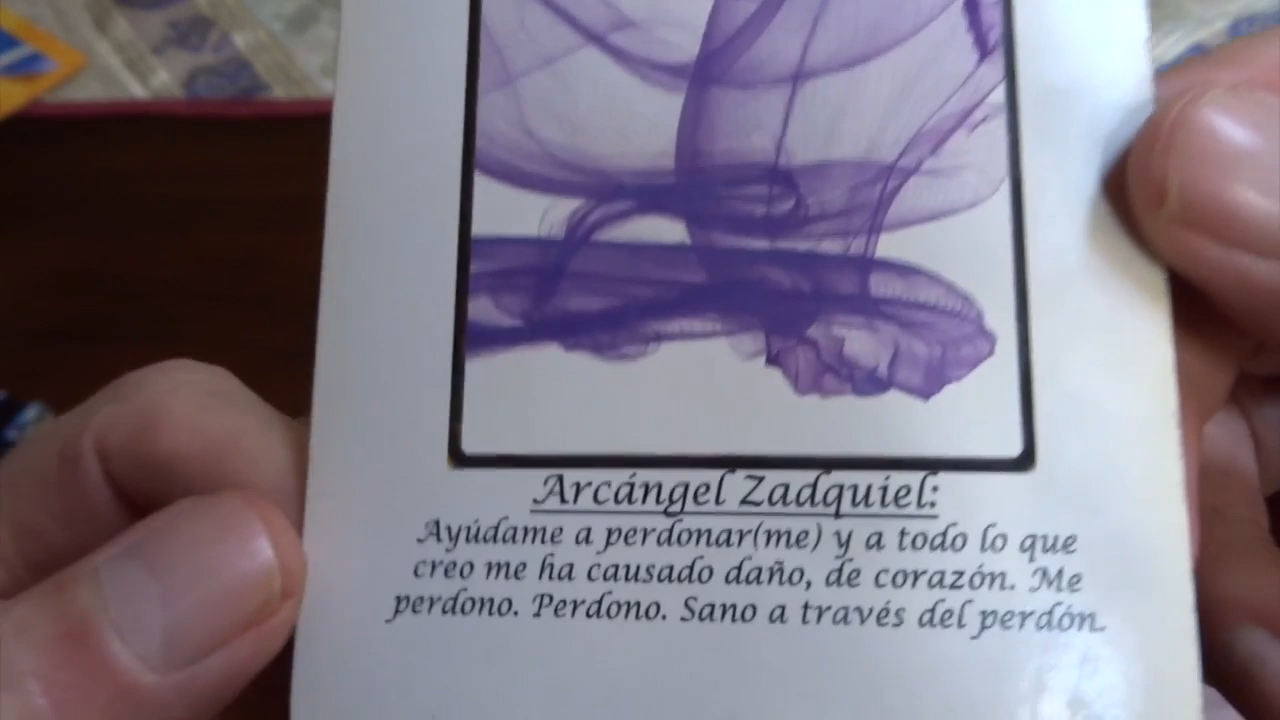 Arcángel Zadquiel:
Ayúdame a perdonar(me) y a todo lo que
creo me ha causado daño, de corazón. Me
perdono. Perdono. Sano a través del perdón.